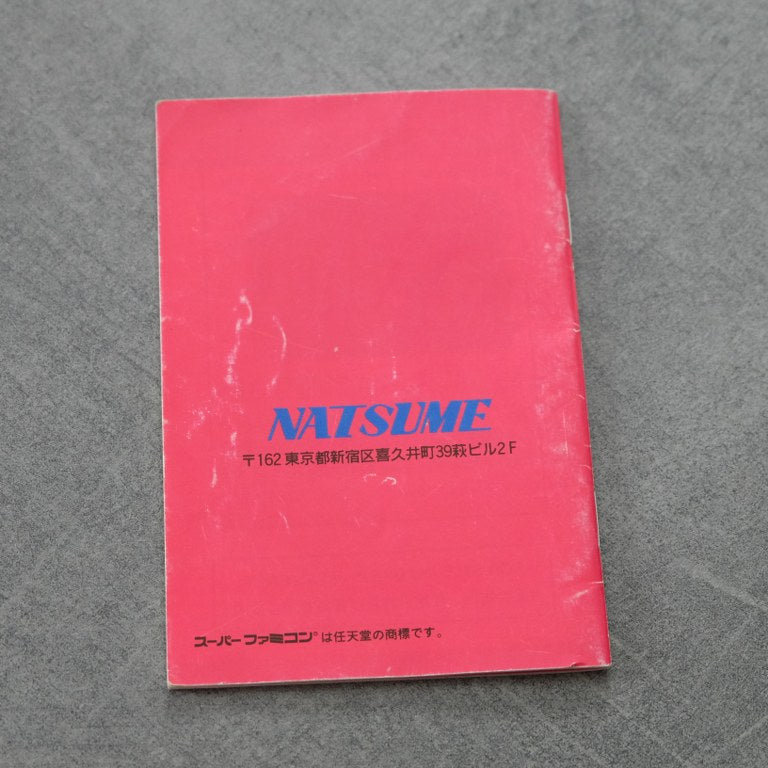 NATSUME
〒162 東京都新宿区喜久井町39萩ビル2F
スーパーファミコン®は任天堂の商標です。